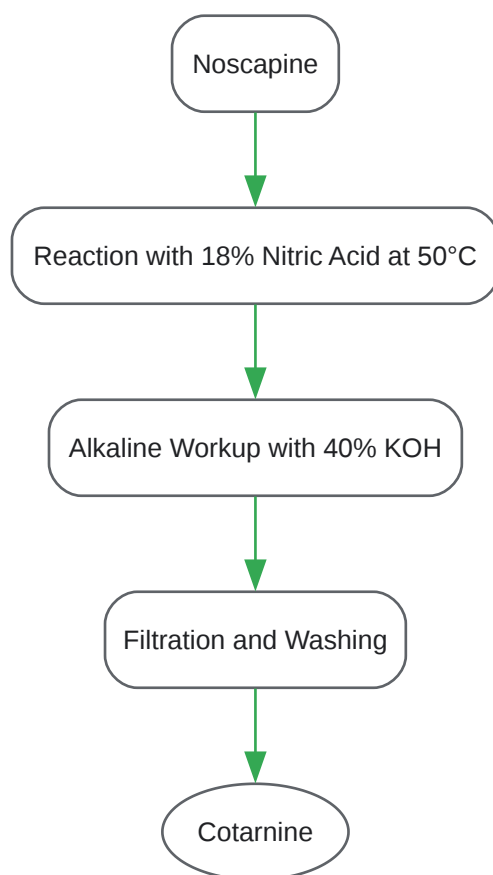 Noscapine
Reaction with 18% Nitric Acid at 50°C
Alkaline Workup with 40% KOH
Filtration and Washing
Cotarnine